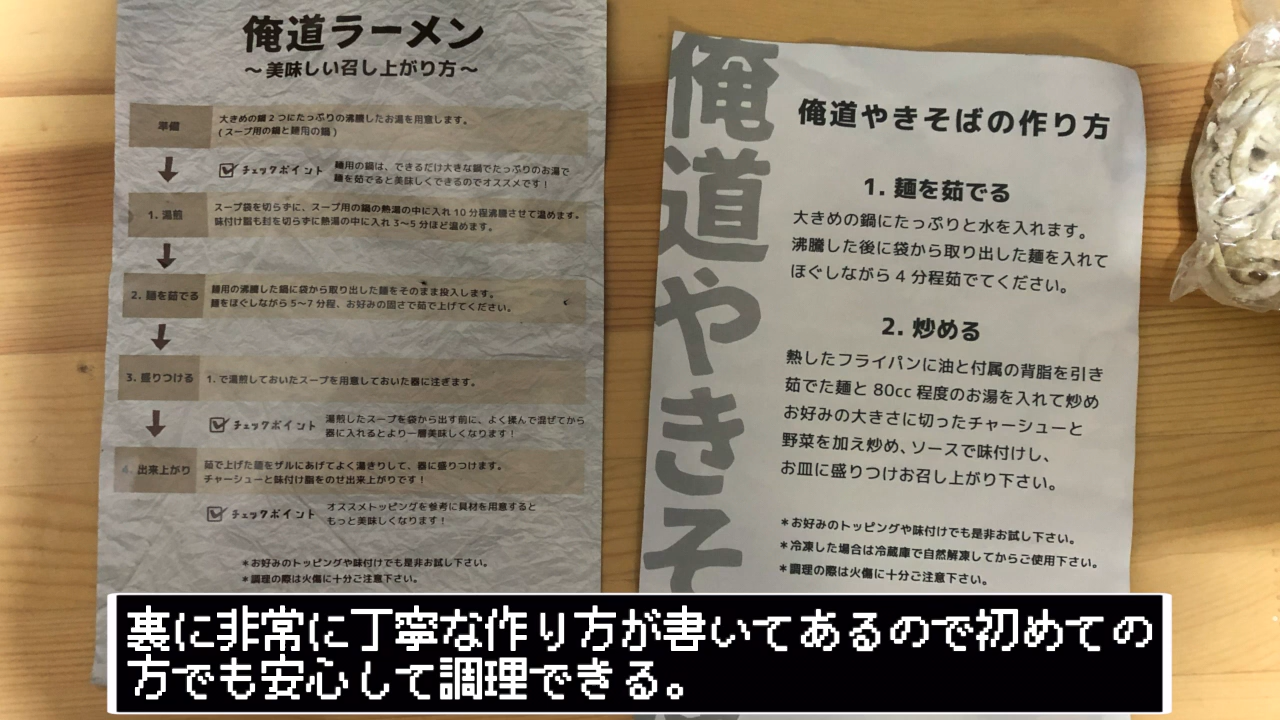 俺道ラーメン
～美味しい召し上がり方～
準備
大きめの鍋2つにたっぷりの沸騰したお湯を用意します。
(スープ用の鍋と麺用の鍋)
チェックポイント
麺用の鍋は、できるだけ大きな鍋でたっぷりのお湯で
麺を茹でると美味しくできるのでオススメです！
1. 湯煎
スープ袋を切らずに、スープ用の鍋の熱湯の中に入れ10分程沸騰させて温めます。
味付け脂も封を切らずに熱湯の中に入れ3～5分ほど温めます。
2. 麺を茹でる
麺用の沸騰した鍋に袋から取り出した麺をそのまま投入します。
麺をほぐしながら5～7分程、お好みの固さで茹で上げてください。
3. 盛りつける
1. で湯煎しておいたスープを用意しておいた器に注ぎます。
チェックポイント
湯煎したスープを袋から出す前に、よく揉んで混ぜてから
器に入れるとより一層美味しくなります！
4. 出来上がり
茹で上げた麺をザルにあげてよく湯きりして、器に盛りつけます。
チャーシューと味付け脂をのせ出来上がりです！
チェックポイント
オススメトッピングを参考に具材を用意すると
もっと美味しくなります！
＊お好みのトッピングや味付けでも是非お試し下さい。
＊調理の際は火傷に十分ご注意下さい。
俺道やきそ
俺道やきそばの作り方
1. 麺を茹でる
大きめの鍋にたっぷりと水を入れます。
沸騰した後に袋から取り出した麺を入れて
ほぐしながら4分程茹でてください。
2. 炒める
熱したフライパンに油と付属の背脂を引き
茹でた麺と80cc程度のお湯を入れて炒め
お好みの大きさに切ったチャーシューと
野菜を加え炒め、ソースで味付けし、
お皿に盛りつけお召し上がり下さい。
＊お好みのトッピングや味付けでも是非お試し下さい。
＊冷凍した場合は冷蔵庫で自然解凍してからご使用下さい。
＊調理の際は火傷に十分ご注意下さい。
裏に非常に丁寧な作り方が書いてあるので初めての
方でも安心して調理できる。